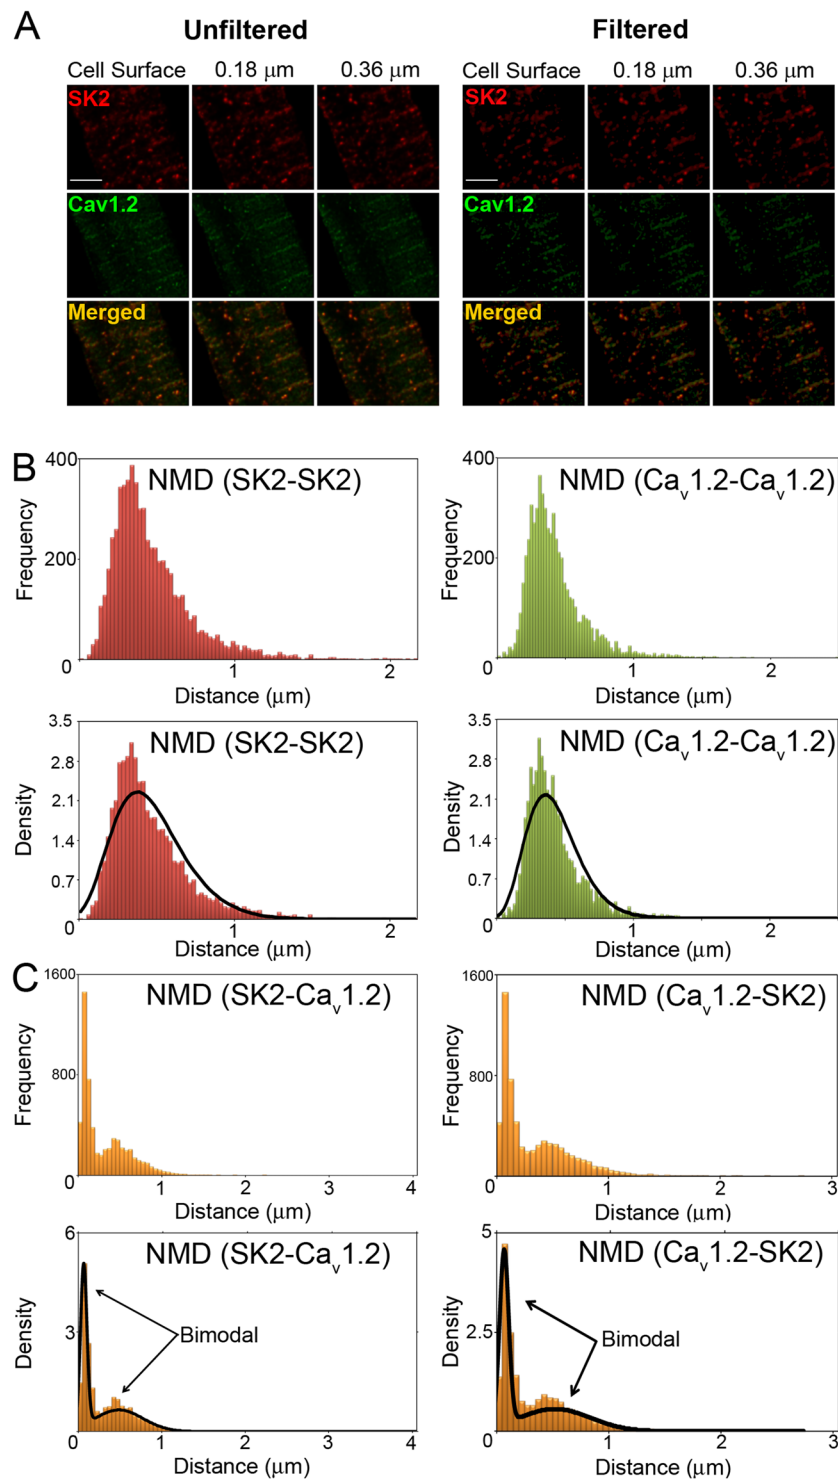 A
Unfiltered
Filtered
Cell Surface 0.18 μm 0.36 μm
Cell Surface 0.18 μm 0.36 μm
SK2
SK2
Cav1.2
Cav1.2
Merged
Merged
B
NMD (SK2-SK2)
400
200
0
Frequency
1 2
Distance (μm)
NMD (Cav1.2-Cav1.2)
400
200
0
Frequency
1 2
Distance (μm)
NMD (SK2-SK2)
3.5
2.8
2.1
1.4
0.7
0
Density
1 2
Distance (μm)
NMD (Cav1.2-Cav1.2)
3.5
2.8
2.1
1.4
0.7
0
Density
1 2
Distance (μm)
C
NMD (SK2-Cav1.2)
1600
800
0
Frequency
1 2 3 4
Distance (μm)
NMD (Cav1.2-SK2)
1600
800
0
Frequency
1 2 3
Distance (μm)
NMD (SK2-Cav1.2)
6
3
0
Density
Bimodal
0 1 2 3 4
Distance (μm)
NMD (Cav1.2-SK2)
5
2.5
0
Density
Bimodal
0 1 2 3
Distance (μm)